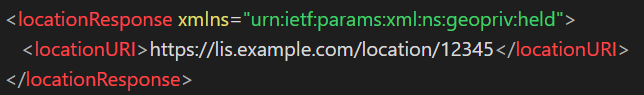 <locationResponse xmlns="urn:ietf:params:xml:ns:geopriv:held">
<locationURI>https://lis.example.com/location/12345</locationURI>
</locationResponse>